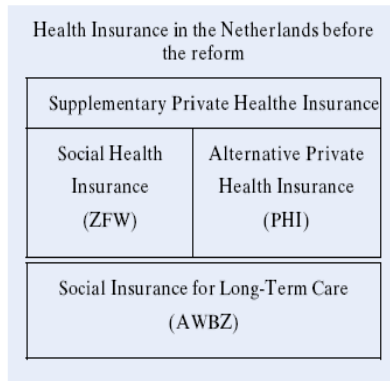 Health Insurance in the Netherlands before
the reform
Supplementary Private Healthe Insurance
Social Health
Insurance
(ZFW)
Alternative Private
Health Insurance
(PHI)
Social Insurance for Long-Term Care
(AWBZ)